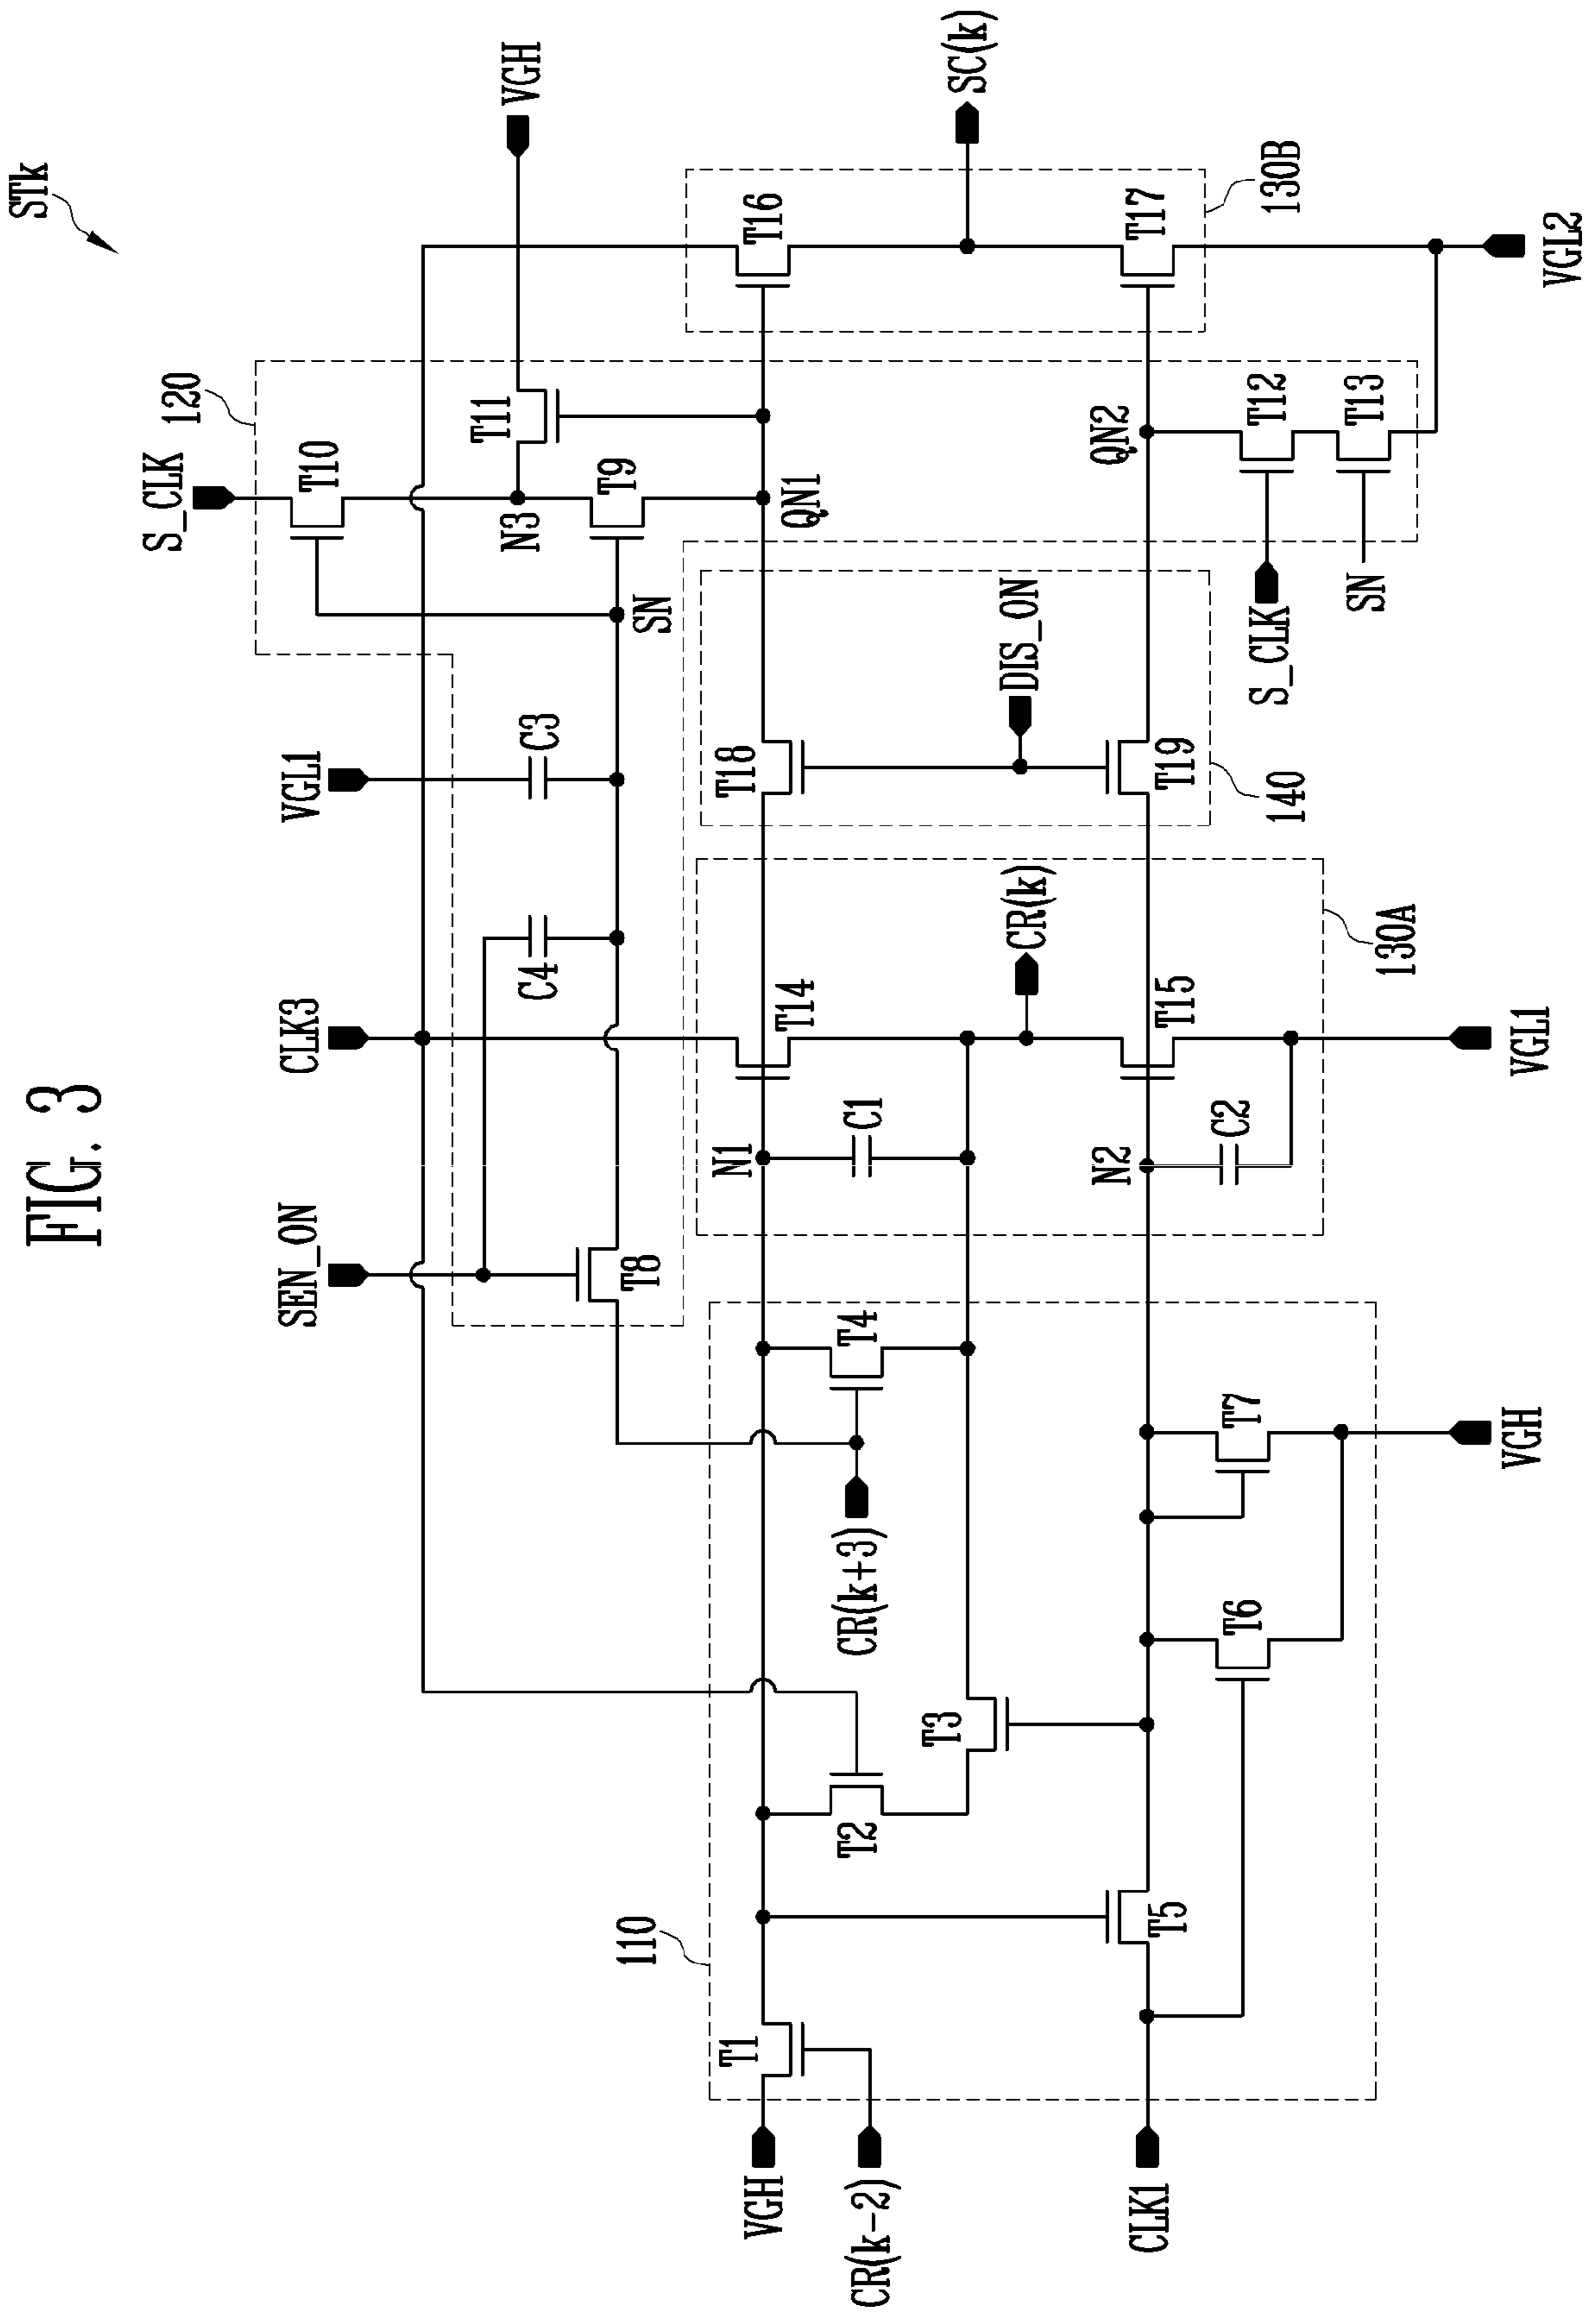 FIG. 3
STk
SEN_ON
CLK3
VGL1
S_CLK
120
T10
VGH
C4
C3
N3
T11
T9
SN
T8
110
VGH
T1
N1
T14
T18
QN1
T16
CR(k-2)
T2
CR(k+3)
T4
C1
T3
CR(k)
DIS_ON
SC(k)
CLK1
T5
N2
T15
T19
QN2
T17
T6
T7
C2
140
S_CLK
T12
130B
SN
T13
130A
VGH
VGL1
VGL2